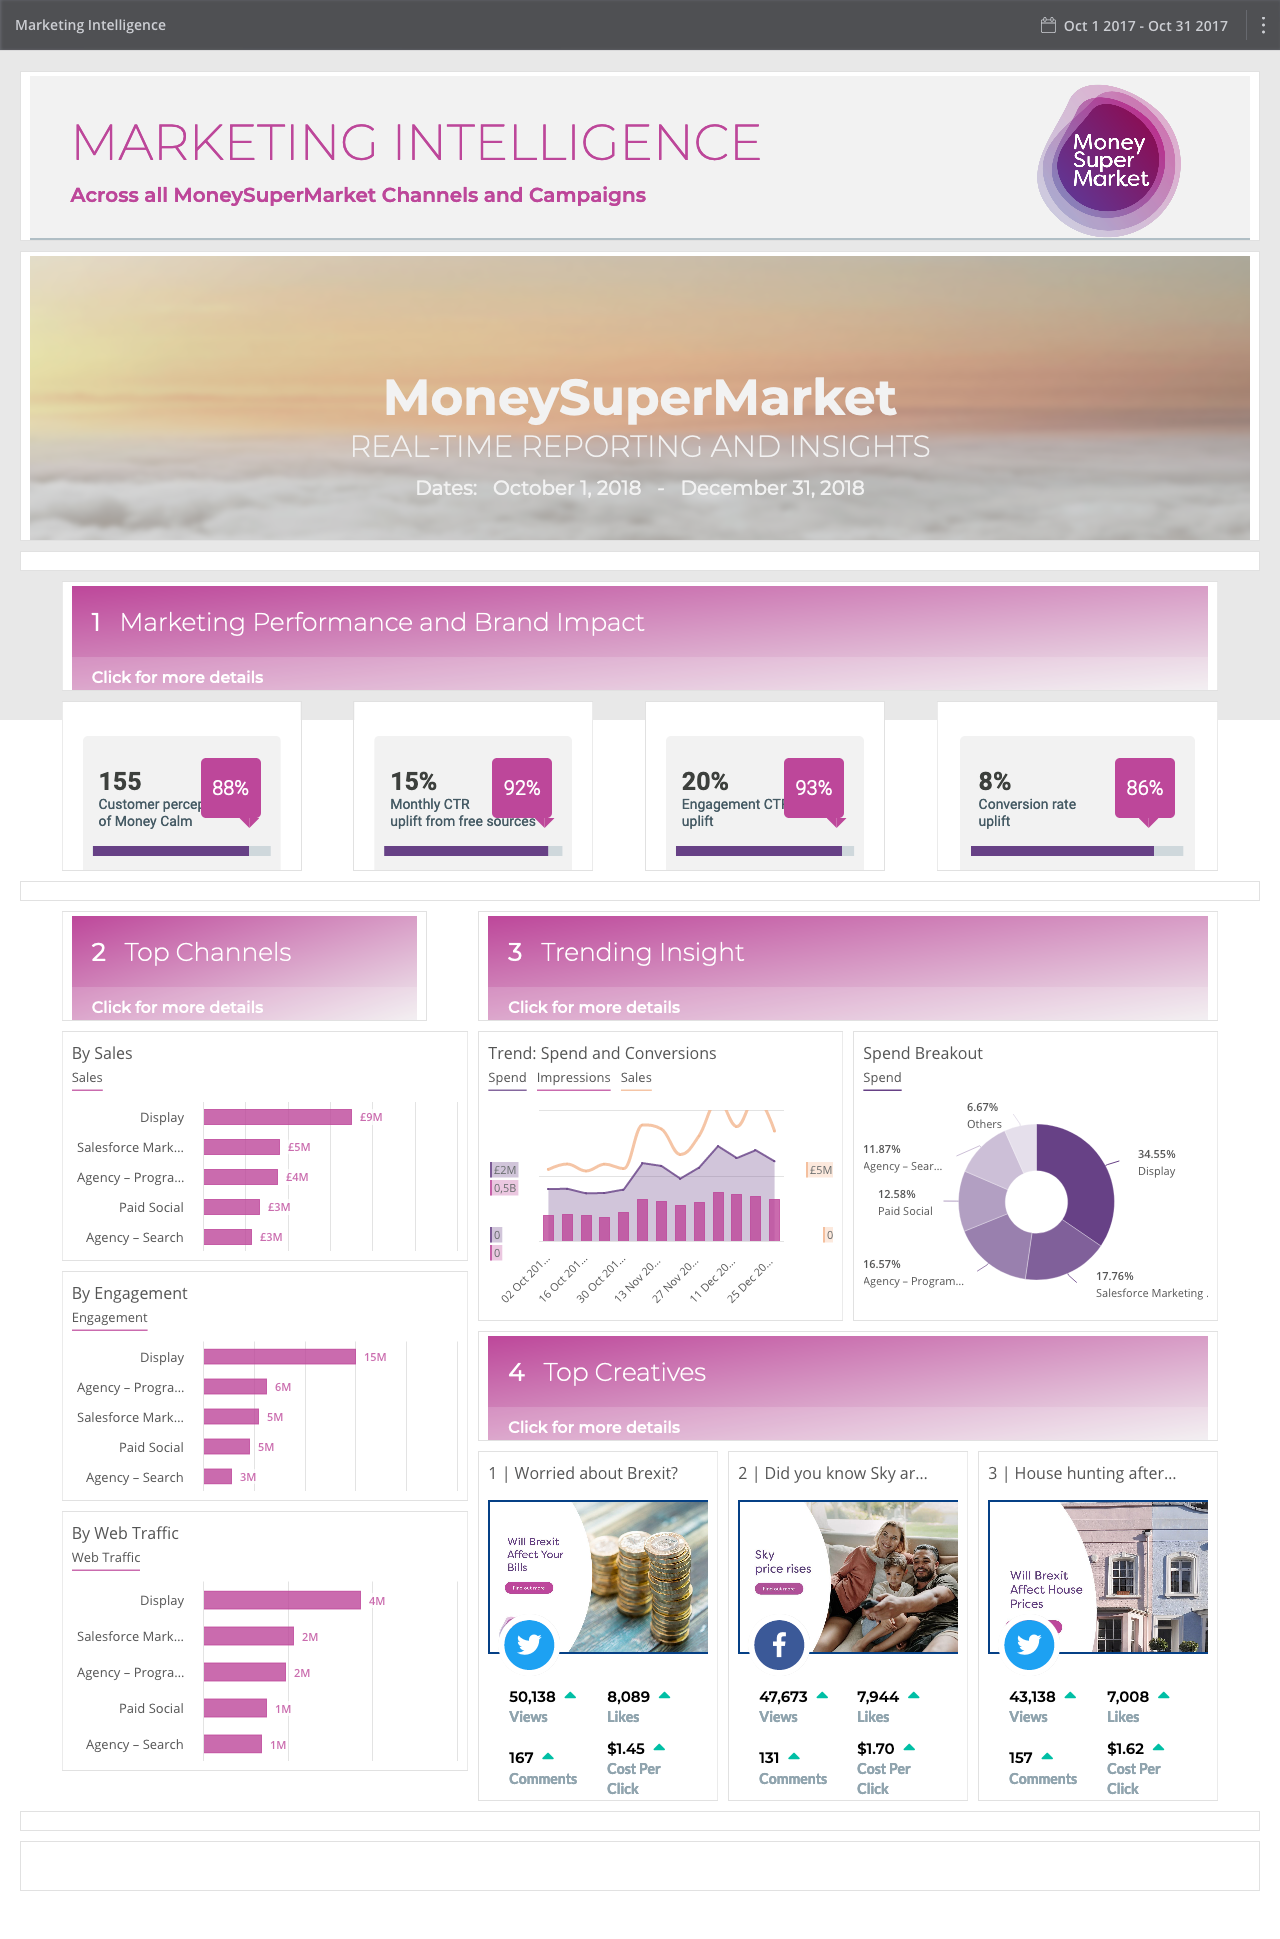 Marketing Intelligence
Oct 1 2017 - Oct 31 2017
MARKETING INTELLIGENCE
Across all MoneySuperMarket Channels and Campaigns
Money
Super
Market
MoneySuperMarket
REAL-TIME REPORTING AND INSIGHTS
Dates: October 1, 2018 - December 31, 2018
1 Marketing Performance and Brand Impact
Click for more details
155
Customer percep
of Money Calm
88%
15%
Monthly CTR
uplift from free sources
92%
20%
Engagement CT
uplift
93%
8%
Conversion rate
uplift
86%
2 Top Channels
Click for more details
3 Trending Insight
Click for more details
By Sales
Sales
Display £9M
Salesforce Mark... £5M
Agency – Progra... £4M
Paid Social £3M
Agency – Search £3M
By Engagement
Engagement
Display 15M
Agency – Progra... 6M
Salesforce Mark... 5M
Paid Social 5M
Agency – Search 3M
By Web Traffic
Web Traffic
Display 4M
Salesforce Mark... 2M
Agency – Progra... 2M
Paid Social 1M
Agency – Search 1M
Trend: Spend and Conversions
Spend Impressions Sales
£2M
0,5B
0
0
£5M
0
02 Oct 201...
16 Oct 201...
30 Oct 201...
13 Nov 20...
27 Nov 20...
11 Dec 20...
25 Dec 20...
Spend Breakout
Spend
6.67%
Others
11.87%
Agency – Sear...
12.58%
Paid Social
16.57%
Agency – Program...
34.55%
Display
17.76%
Salesforce Marketing .
4 Top Creatives
Click for more details
1 | Worried about Brexit?
Will Brexit
Affect Your
Bills
Find out more
50,138
Views
8,089
Likes
167
Comments
$1.45
Cost Per
Click
2 | Did you know Sky ar...
Sky
price rises
Find out more
47,673
Views
7,944
Likes
131
Comments
$1.70
Cost Per
Click
3 | House hunting after...
Will Brexit
Affect House
Prices
43,138
Views
7,008
Likes
157
Comments
$1.62
Cost Per
Click